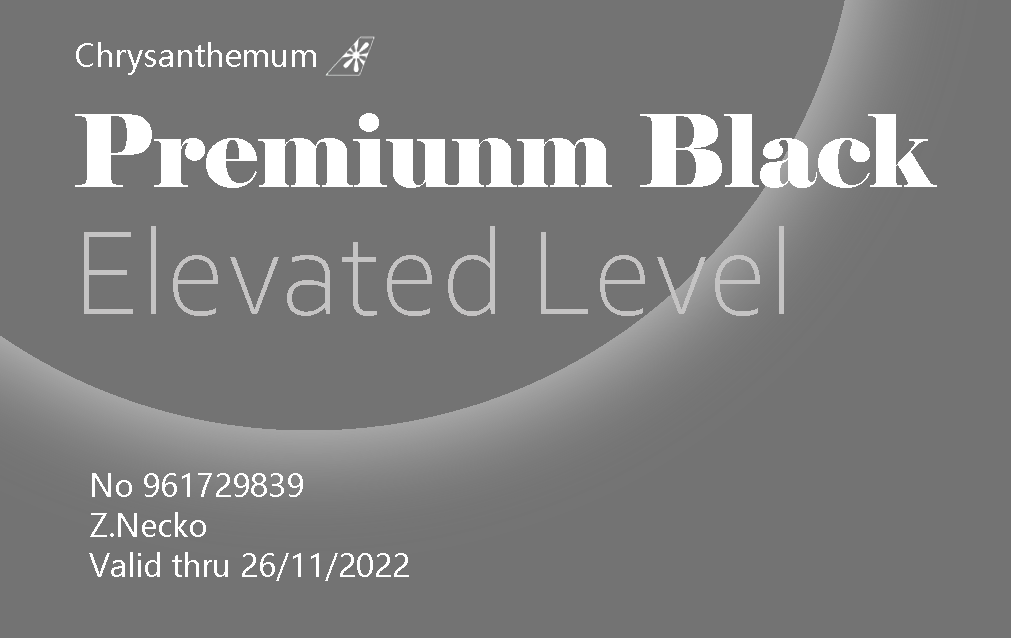 Chrysanthemum
Premiunm Black
Elevated Level
No 961729839
Z.Necko
Valid thru 26/11/2022